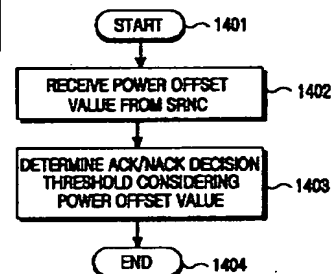 START
1401
RECEIVE POWER OFFSET
VALUE FROM SRNC
1402
DETERMINE ACK/NACK DECISION
THRESHOLD CONSIDERING
POWER OFFSET VALUE
1403
END
1404